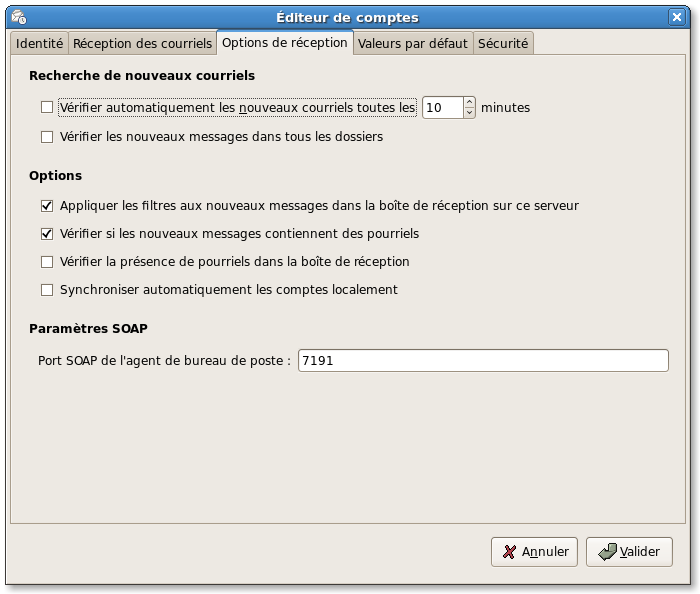 Éditeur de comptes
Identité Réception des courriels Options de réception Valeurs par défaut Sécurité
Recherche de nouveaux courriels
Vérifier automatiquement les nouveaux courriels toutes les 10 minutes
Vérifier les nouveaux messages dans tous les dossiers
Options
Appliquer les filtres aux nouveaux messages dans la boîte de réception sur ce serveur
Vérifier si les nouveaux messages contiennent des pourriels
Vérifier la présence de pourriels dans la boîte de réception
Synchroniser automatiquement les comptes localement
Paramètres SOAP
Port SOAP de l'agent de bureau de poste : 7191
Annuler Valider